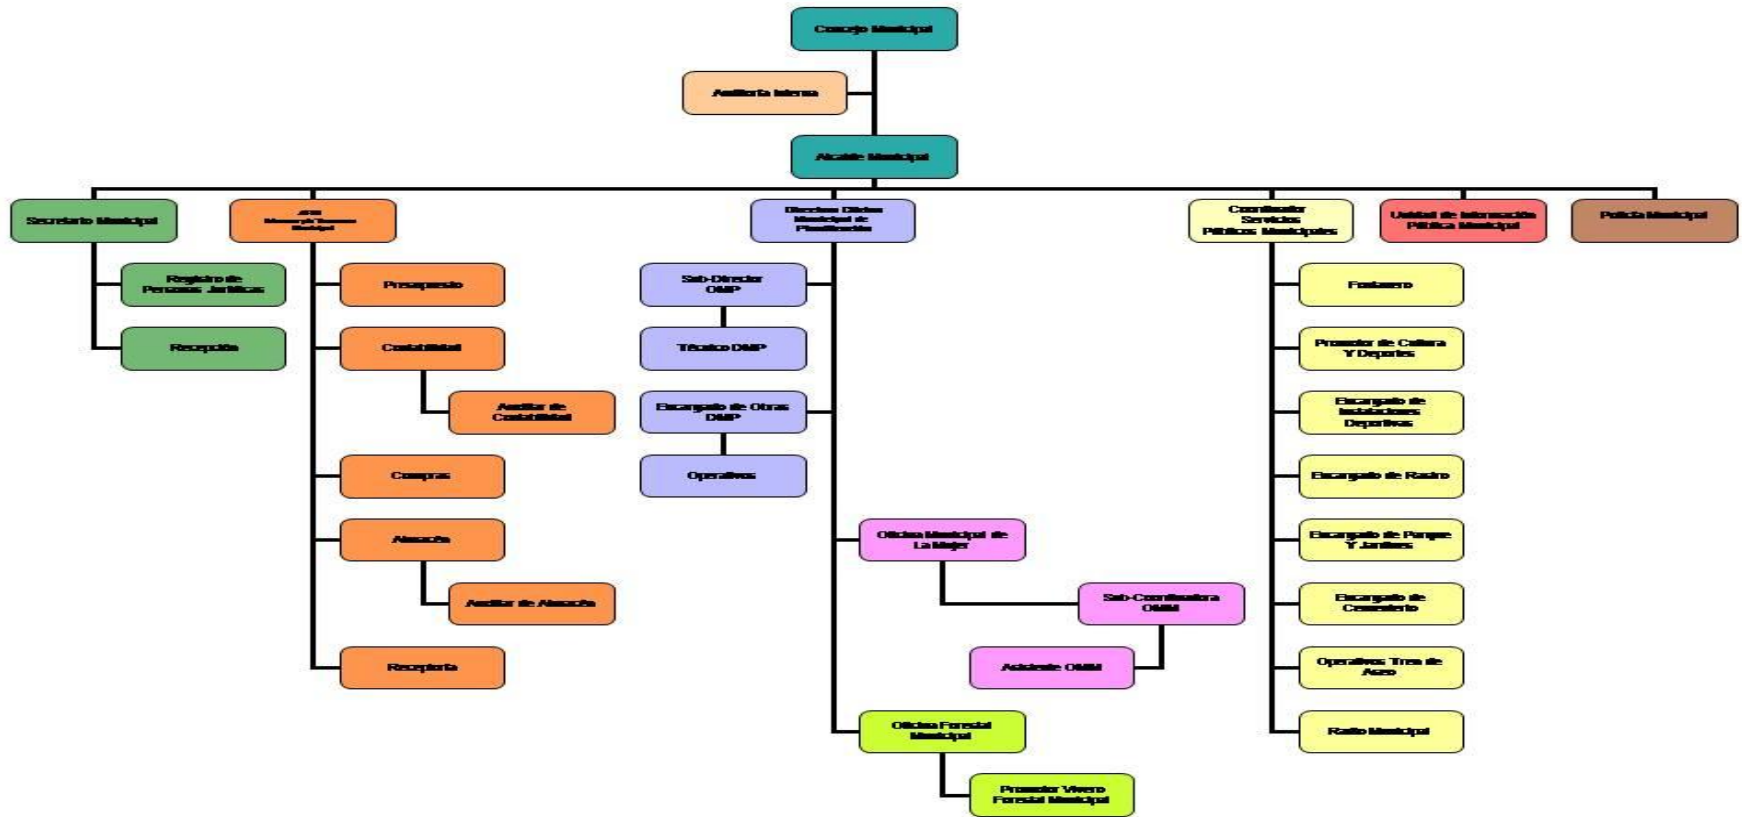 Concejo Municipal
Auditoría Interna
Alcalde Municipal
Secretario Municipal
Municipal
Director Oficina
Municipal de
Planificación
Coordinador
Servicios
Públicos Municipales
Unidad de Información
Pública Municipal
Policía Municipal
Registro de
Personas Jurídicas
Recepción
Presupuesto
Contabilidad
Auxiliar de
Contabilidad
Compras
Almacén
Auxiliar de Almacén
Receptoría
Sub-Director
OMP
Técnico DMP
Encargado de Obras
DMP
Operativos
Oficina Municipal de
La Mujer
Sub-Coordinadora
OMM
Asistente OMM
Oficina Forestal
Municipal
Promotor Vivero
Forestal Municipal
Fontanero
Promotor de Cultura
Y Deportes
Encargado de
Instalaciones
Deportivas
Encargado de Rastro
Encargado de Parque
Y Jardines
Encargado de
Cementerio
Operativos Tren de
Aseo
Radio Municipal